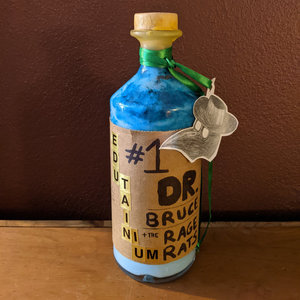 EDUTAINIUM
#1
DR.
BRUCE
+THE RAGE
RATS